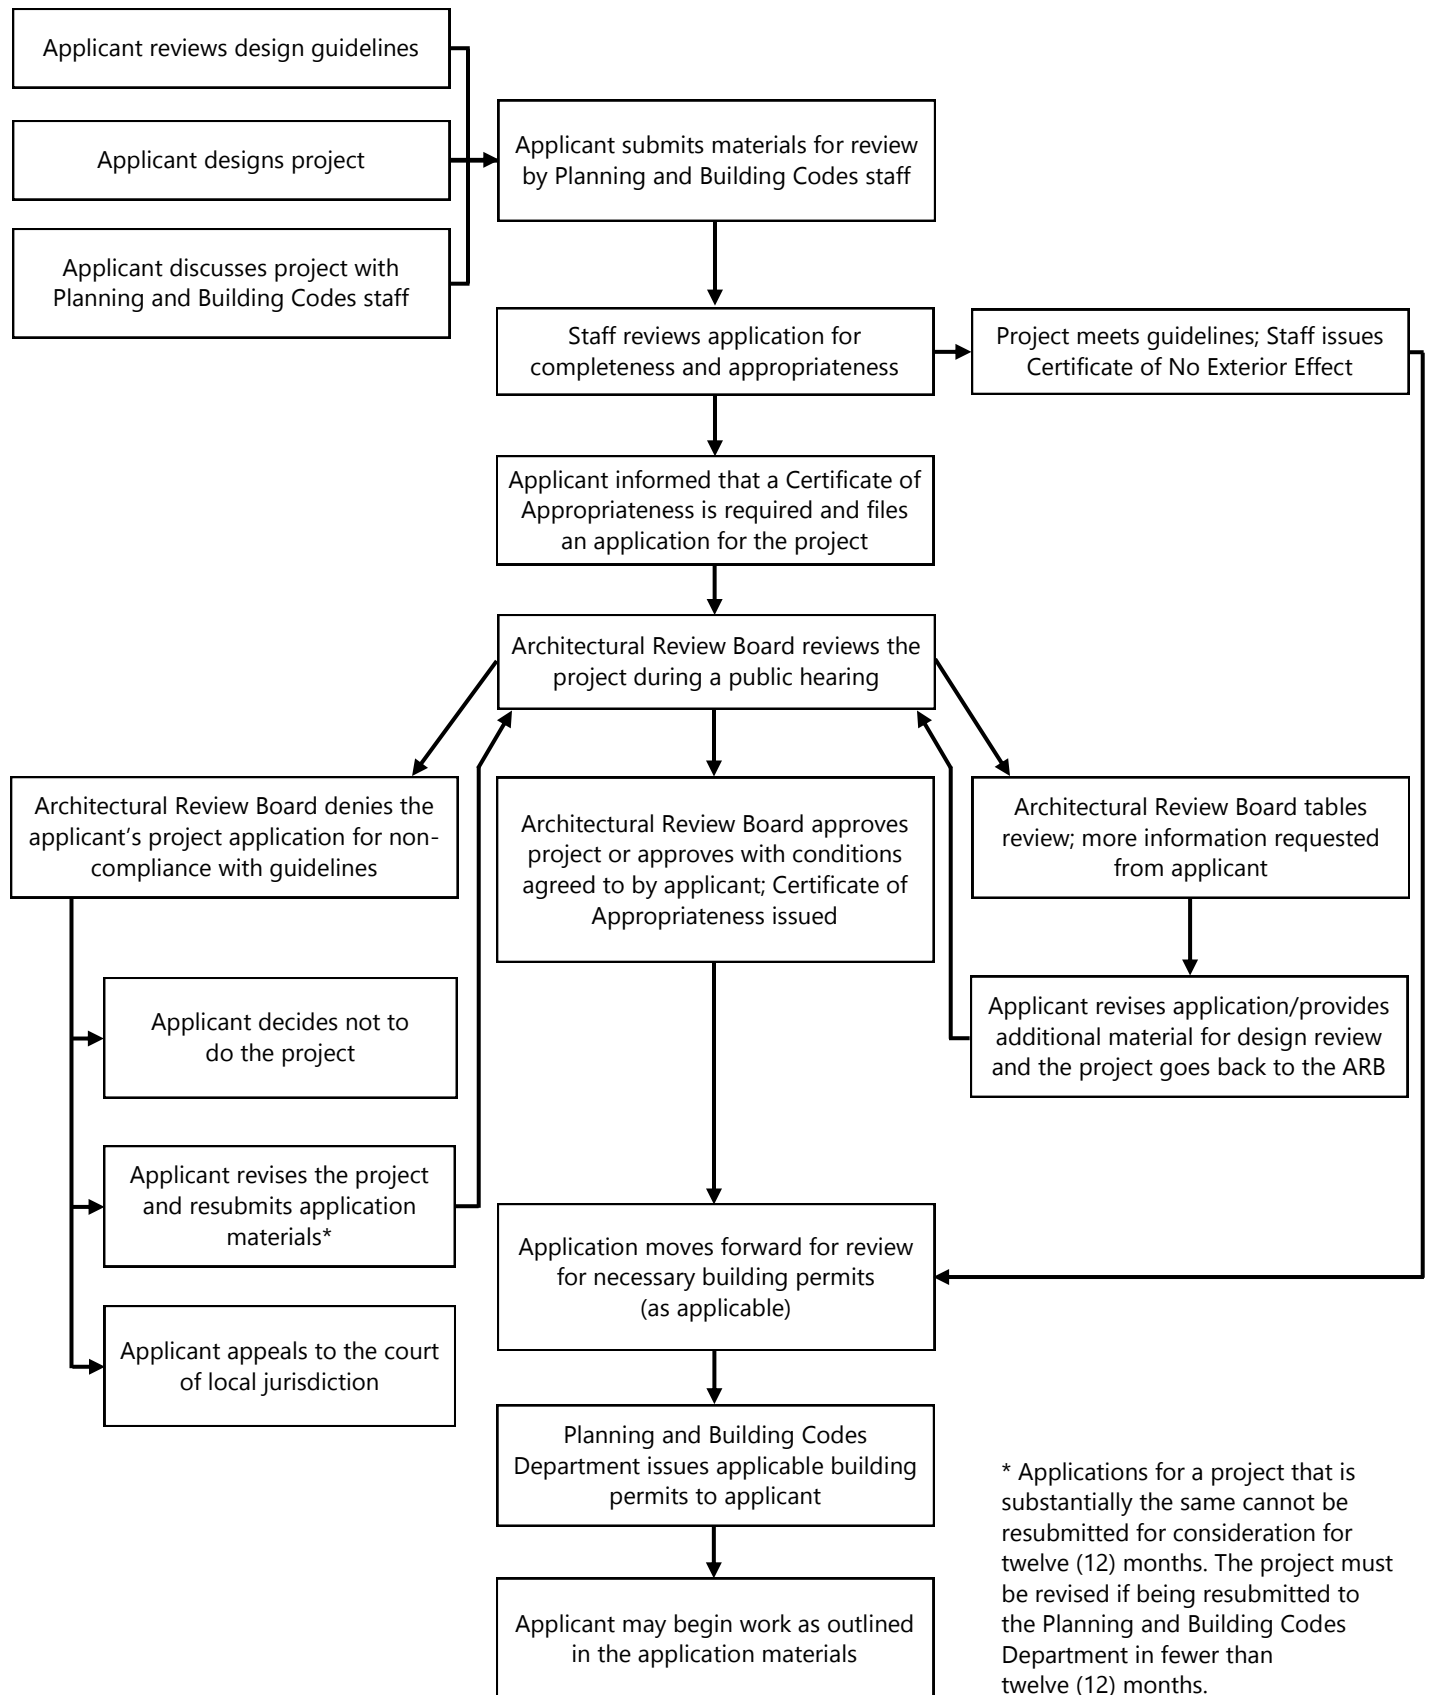 Applicant reviews design guidelines
Applicant designs project
Applicant discusses project with
Planning and Building Codes staff
Applicant submits materials for review
by Planning and Building Codes staff
Staff reviews application for
completeness and appropriateness
Project meets guidelines; Staff issues
Certificate of No Exterior Effect
Applicant informed that a Certificate of
Appropriateness is required and files
an application for the project
Architectural Review Board reviews the
project during a public hearing
Architectural Review Board denies the
applicant’s project application for non-
compliance with guidelines
Architectural Review Board approves
project or approves with conditions
agreed to by applicant; Certificate of
Appropriateness issued
Architectural Review Board tables
review; more information requested
from applicant
Applicant decides not to
do the project
Applicant revises application/provides
additional material for design review
and the project goes back to the ARB
Applicant revises the project
and resubmits application
materials*
Application moves forward for review
for necessary building permits
(as applicable)
Applicant appeals to the court
of local jurisdiction
Planning and Building Codes
Department issues applicable building
permits to applicant
Applicant may begin work as outlined
in the application materials
* Applications for a project that is
substantially the same cannot be
resubmitted for consideration for
twelve (12) months. The project must
be revised if being resubmitted to
the Planning and Building Codes
Department in fewer than
twelve (12) months.